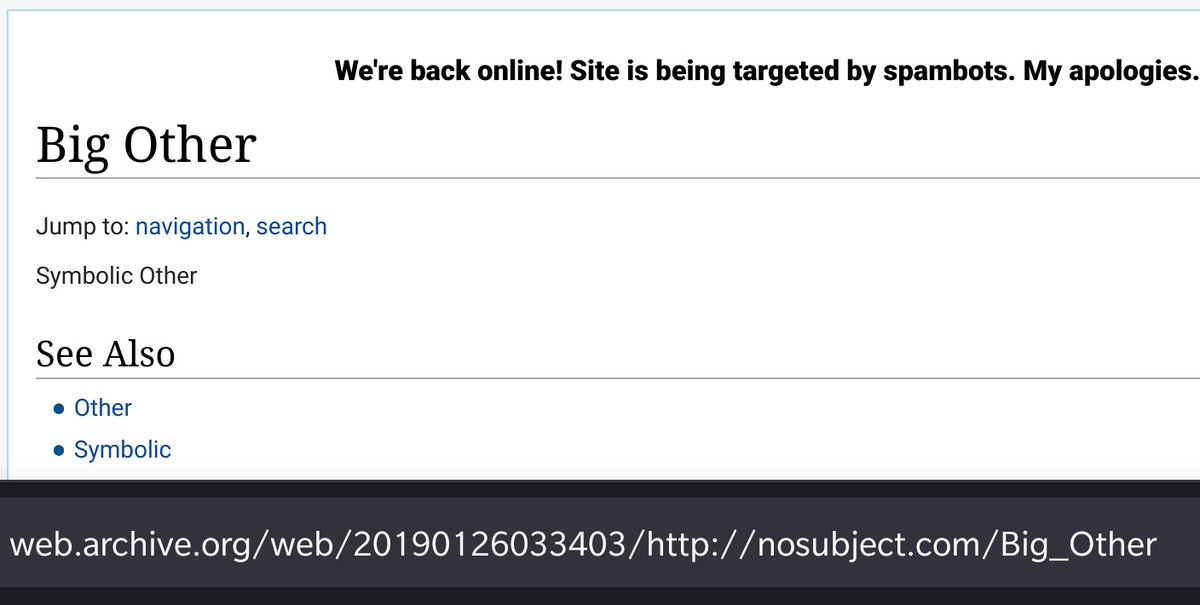 We're back online! Site is being targeted by spambots. My apologies.
Big Other
Jump to: navigation, search
Symbolic Other
See Also
Other
Symbolic
web.archive.org/web/20190126033403/http://nosubject.com/Big_Other